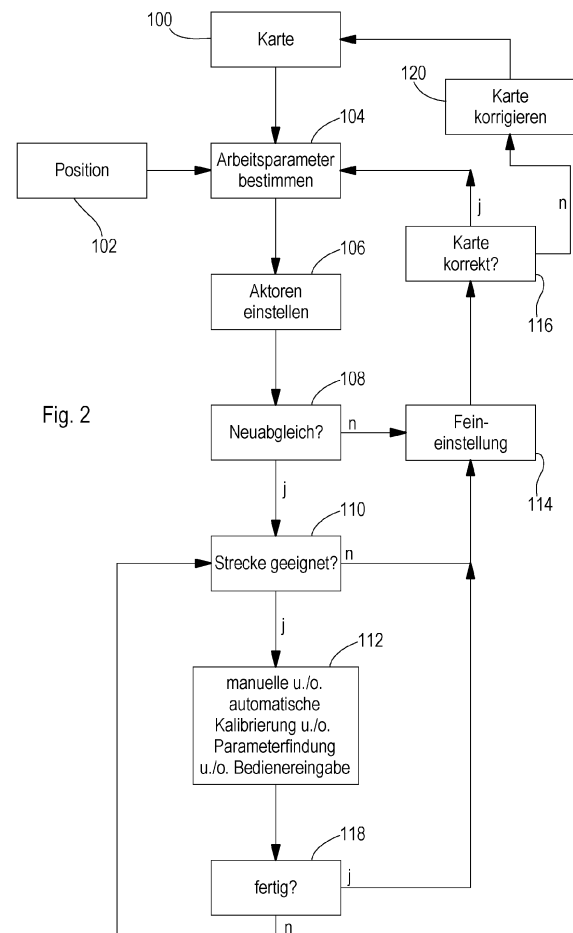 100
Karte
120
Karte
korrigieren
104
Position
Arbeitsparameter
bestimmen
102
j
n
106
Karte
korrekt?
116
Aktoren
einstellen
Fig. 2
108
Neuabgleich?
n
Fein-
einstellung
114
j
110
Strecke geeignet?
n
j
112
manuelle u./o.
automatische
Kalibrierung u./o.
Parameterfindung
u./o. Bedienereingabe
118
fertig?
j
n